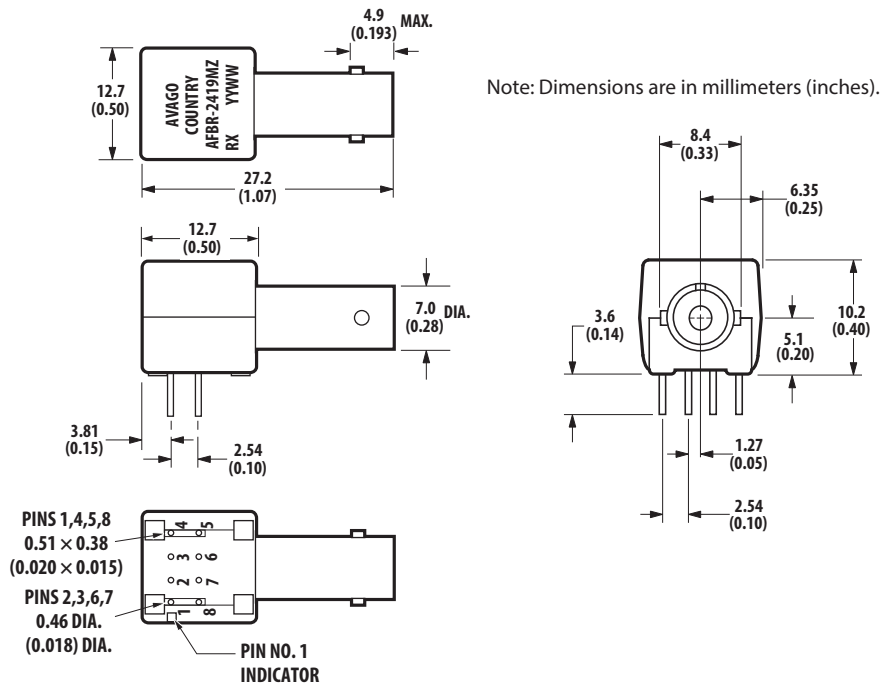 4.9
(0.193) MAX.
12.7
(0.50)
AVAGO
COUNTRY
AFBR-2419MZ
RX YYWW
27.2
(1.07)
Note: Dimensions are in millimeters (inches).
12.7
(0.50)
7.0
(0.28) DIA.
3.81
(0.15)
2.54
(0.10)
8.4
(0.33)
6.35
(0.25)
3.6
(0.14)
10.2
(0.40)
5.1
(0.20)
1.27
(0.05)
2.54
(0.10)
PINS 1,4,5,8
0.51 × 0.38
(0.020 × 0.015)
PINS 2,3,6,7
0.46 DIA.
(0.018) DIA.
4 5
3 6
2 7
1 8
PIN NO. 1
INDICATOR